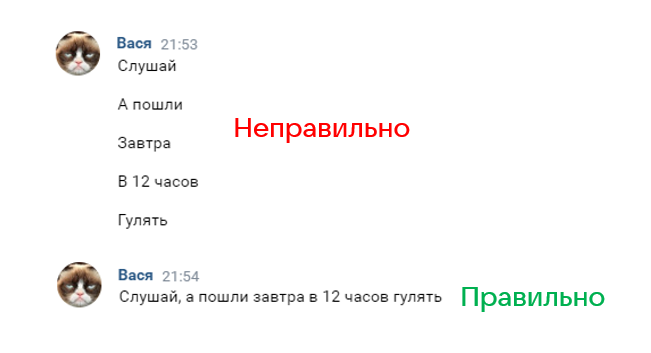 Вася 21:53
Слушай
А пошли
Неправильно
Завтра
В 12 часов
Гулять
Вася 21:54
Слушай, а пошли завтра в 12 часов гулять
Правильно